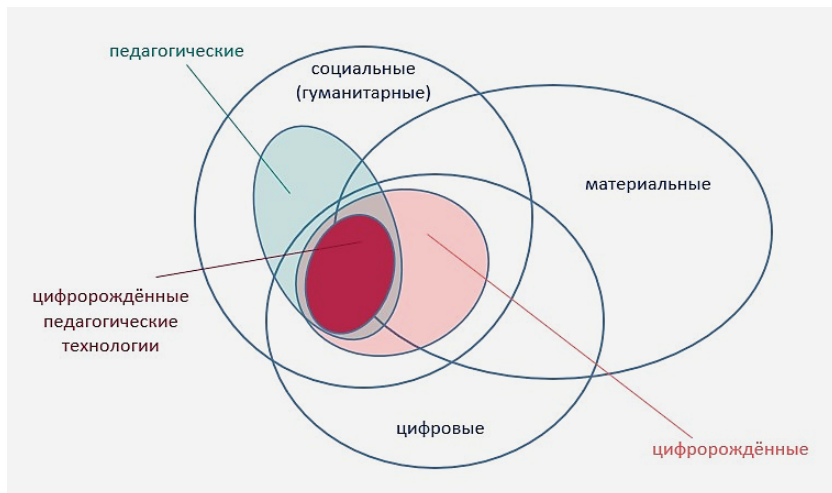 педагогические
социальные
(гуманитарные)
материальные
цифророждённые
педагогические
технологии
цифровые
цифророждённые